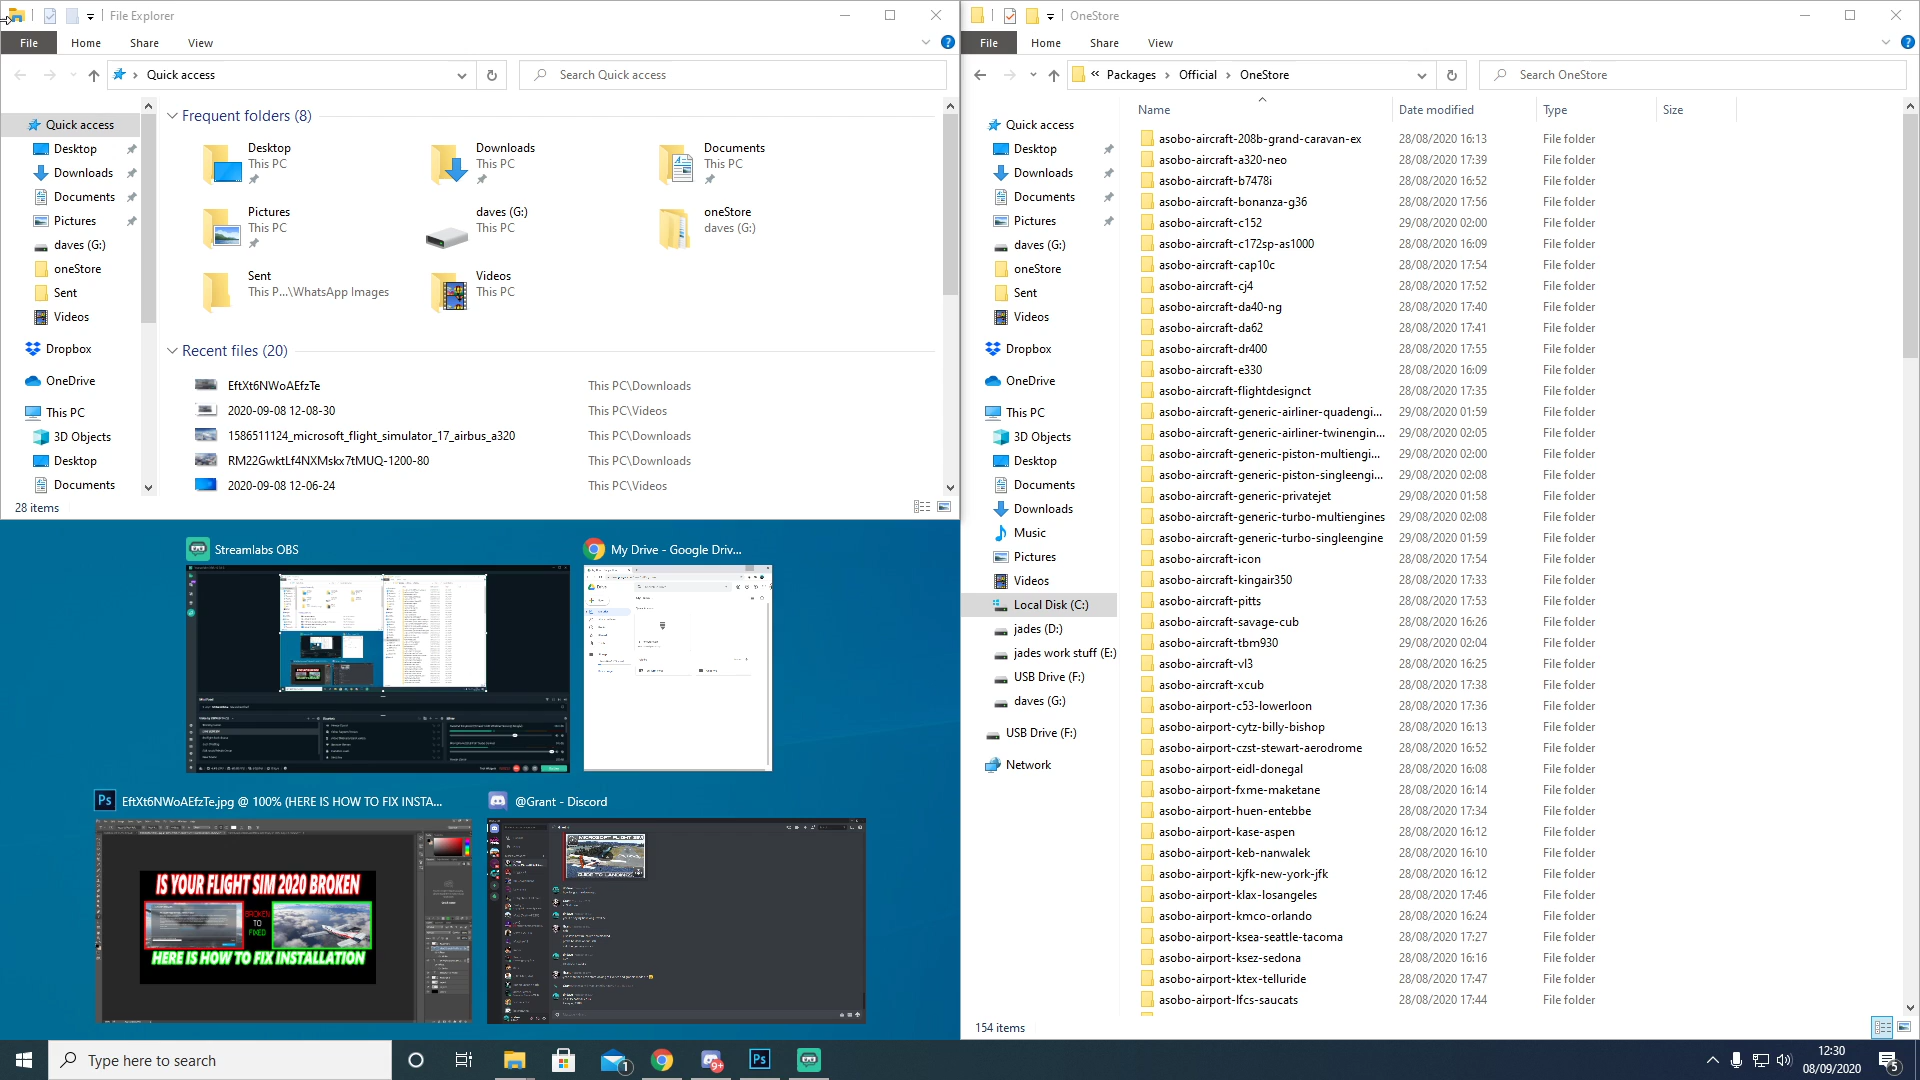 File Explorer
File Home Share View
Quick access
Search Quick access
Quick access
Desktop
Downloads
Documents
Pictures
daves (G:)
oneStore
Sent
Videos
Dropbox
OneDrive
This PC
3D Objects
Desktop
Documents
Frequent folders (8)
Desktop
This PC
Downloads
This PC
Documents
This PC
Pictures
This PC
daves (G:)
This PC
oneStore
daves (G:)
Sent
This P...\WhatsApp Images
Videos
This PC
Recent files (20)
EftXt6NWoAEfzTe This PC\Downloads
2020-09-08 12-08-30 This PC\Videos
1586511124_microsoft_flight_simulator_17_airbus_a320 This PC\Downloads
RM22GwktLf4NXMskx7tMUQ-1200-80 This PC\Downloads
2020-09-08 12-06-24 This PC\Videos
28 items
Streamlabs OBS
My Drive - Google Driv...
EftXt6NWoAEfzTe.jpg @ 100% (HERE IS HOW TO FIX INSTA...
IS YOUR FLIGHT SIM 2020 BROKEN
BROKEN
TO
FIXED
HERE IS HOW TO FIX INSTALLATION
@Grant - Discord
MICROSOFT FLIGHT SIM
GUIDE TO LANDING
OneStore
File Home Share View
« Packages › Official › OneStore
Search OneStore
Quick access
Desktop
Downloads
Documents
Pictures
daves (G:)
oneStore
Sent
Videos
Dropbox
OneDrive
This PC
3D Objects
Desktop
Documents
Downloads
Music
Pictures
Videos
Local Disk (C:)
jades (D:)
jades work stuff (E:)
USB Drive (F:)
daves (G:)
USB Drive (F:)
Network
Name Date modified Type Size
asobo-aircraft-208b-grand-caravan-ex 28/08/2020 16:13 File folder
asobo-aircraft-a320-neo 28/08/2020 17:39 File folder
asobo-aircraft-b7478i 28/08/2020 16:52 File folder
asobo-aircraft-bonanza-g36 28/08/2020 17:56 File folder
asobo-aircraft-c152 29/08/2020 02:00 File folder
asobo-aircraft-c172sp-as1000 28/08/2020 16:09 File folder
asobo-aircraft-cap10c 28/08/2020 17:54 File folder
asobo-aircraft-cj4 28/08/2020 17:52 File folder
asobo-aircraft-da40-ng 28/08/2020 17:40 File folder
asobo-aircraft-da62 28/08/2020 17:41 File folder
asobo-aircraft-dr400 28/08/2020 17:55 File folder
asobo-aircraft-e330 28/08/2020 16:09 File folder
asobo-aircraft-flightdesignct 28/08/2020 17:35 File folder
asobo-aircraft-generic-airliner-quadengi... 29/08/2020 01:59 File folder
asobo-aircraft-generic-airliner-twinengin... 29/08/2020 02:05 File folder
asobo-aircraft-generic-piston-multiengi... 29/08/2020 02:00 File folder
asobo-aircraft-generic-piston-singleengi... 29/08/2020 02:08 File folder
asobo-aircraft-generic-privatejet 29/08/2020 01:58 File folder
asobo-aircraft-generic-turbo-multiengines 29/08/2020 02:08 File folder
asobo-aircraft-generic-turbo-singleengine 29/08/2020 01:59 File folder
asobo-aircraft-icon 28/08/2020 17:54 File folder
asobo-aircraft-kingair350 28/08/2020 17:33 File folder
asobo-aircraft-pitts 28/08/2020 17:53 File folder
asobo-aircraft-savage-cub 28/08/2020 16:26 File folder
asobo-aircraft-tbm930 29/08/2020 02:04 File folder
asobo-aircraft-vl3 28/08/2020 16:25 File folder
asobo-aircraft-xcub 28/08/2020 17:38 File folder
asobo-airport-c53-lowerloon 28/08/2020 17:36 File folder
asobo-airport-cytz-billy-bishop 28/08/2020 16:13 File folder
asobo-airport-czst-stewart-aerodrome 28/08/2020 16:52 File folder
asobo-airport-eidl-donegal 28/08/2020 16:08 File folder
asobo-airport-fxme-maketane 28/08/2020 16:14 File folder
asobo-airport-huen-entebbe 28/08/2020 17:34 File folder
asobo-airport-kase-aspen 28/08/2020 16:12 File folder
asobo-airport-keb-nanwalek 28/08/2020 16:10 File folder
asobo-airport-kjfk-new-york-jfk 28/08/2020 16:12 File folder
asobo-airport-klax-losangeles 28/08/2020 17:46 File folder
asobo-airport-kmco-orlando 28/08/2020 16:24 File folder
asobo-airport-ksea-seattle-tacoma 28/08/2020 17:27 File folder
asobo-airport-ksez-sedona 28/08/2020 16:16 File folder
asobo-airport-ktex-telluride 28/08/2020 17:47 File folder
asobo-airport-lfcs-saucats 28/08/2020 17:44 File folder
154 items
Type here to search
1
9+
Ps
12:30
08/09/2020
5